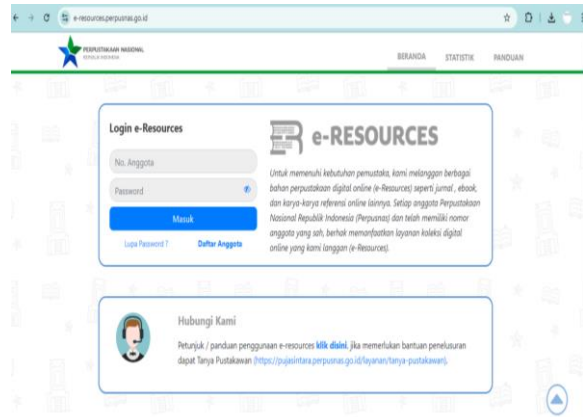 e-resources.perpusnas.go.id
PERPUSTAKAAN NASIONAL
REPUBLIK INDONESIA
BERANDA STATISTIK PANDUAN
Login e-Resources
No. Anggota
Password
Masuk
Lupa Password ? Daftar Anggota
e-RESOURCES
Untuk memenuhi kebutuhan pemustaka, kami melanggan berbagai
bahan perpustakaan digital online (e-Resources) seperti jurnal , ebook,
dan karya-karya referensi online lainnya. Setiap anggota Perpustakaan
Nasional Republik Indonesia (Perpusnas) dan telah memiliki nomor
anggota yang sah, berhak memanfaatkan layanan koleksi digital
online yang kami langgan (e-Resources).
Hubungi Kami
Petunjuk / panduan penggunaan e-resources klik disini. jika memerlukan bantuan penelusuran
dapat Tanya Pustakawan (https://pujasintara.perpusnas.go.id/layanan/tanya-pustakawan).